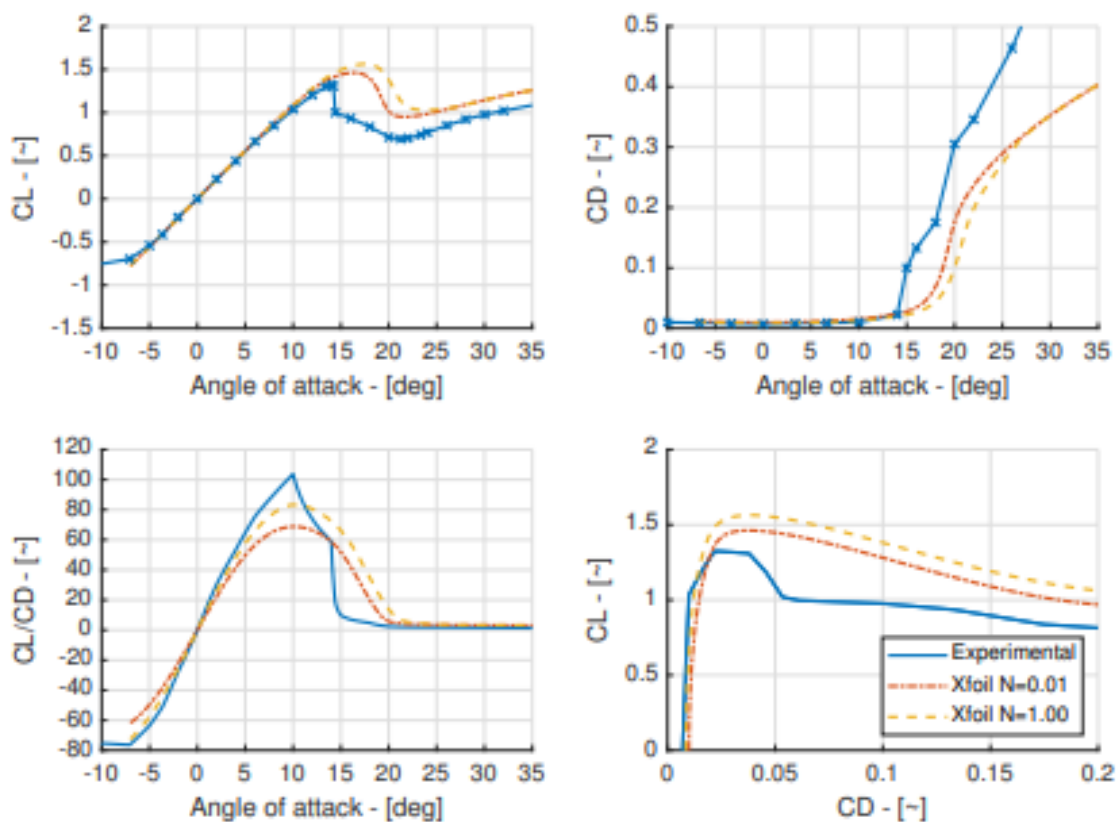 2
1.5
1
0.5
0
-0.5
-1
-1.5
CL - [~]
-10 -5 0 5 10 15 20 25 30 35
Angle of attack - [deg]
0.5
0.4
0.3
0.2
0.1
0
CD - [~]
-10 -5 0 5 10 15 20 25 30 35
Angle of attack - [deg]
120
100
80
60
40
20
0
-20
-40
-60
-80
CL/CD - [~]
-10 -5 0 5 10 15 20 25 30 35
Angle of attack - [deg]
2
1.5
1
0.5
0
CL - [~]
Experimental
Xfoil N=0.01
Xfoil N=1.00
0 0.05 0.1 0.15 0.2
CD - [~]